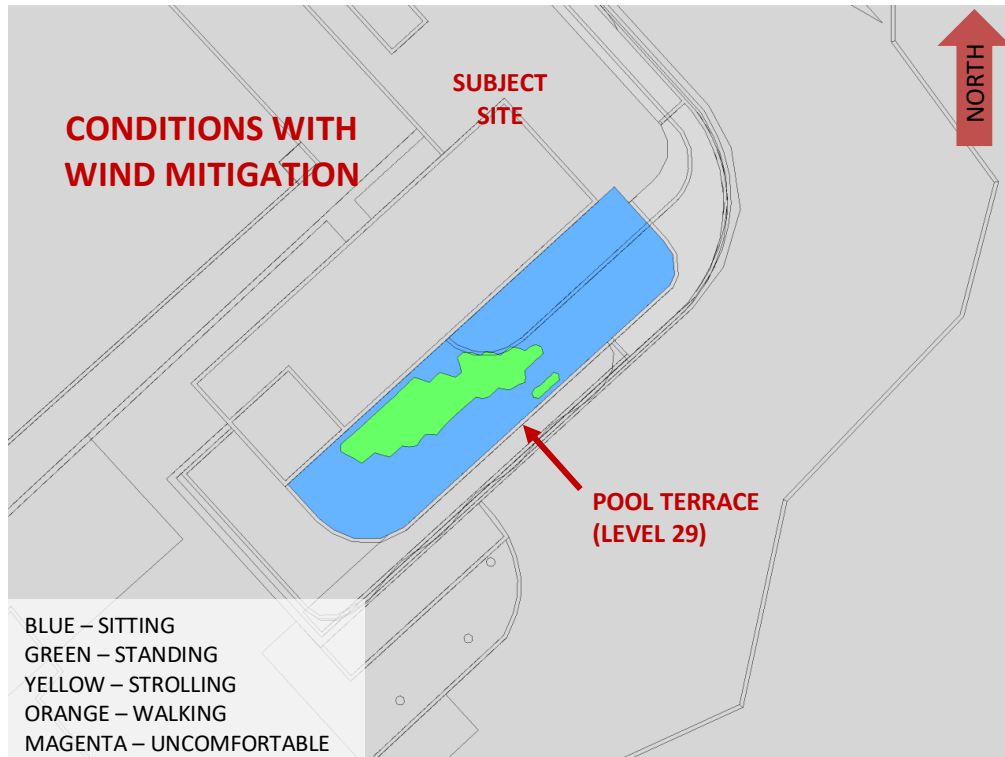 NORTH
SUBJECT
SITE
CONDITIONS WITH
WIND MITIGATION
POOL TERRACE
(LEVEL 29)
BLUE – SITTING
GREEN – STANDING
YELLOW – STROLLING
ORANGE – WALKING
MAGENTA – UNCOMFORTABLE